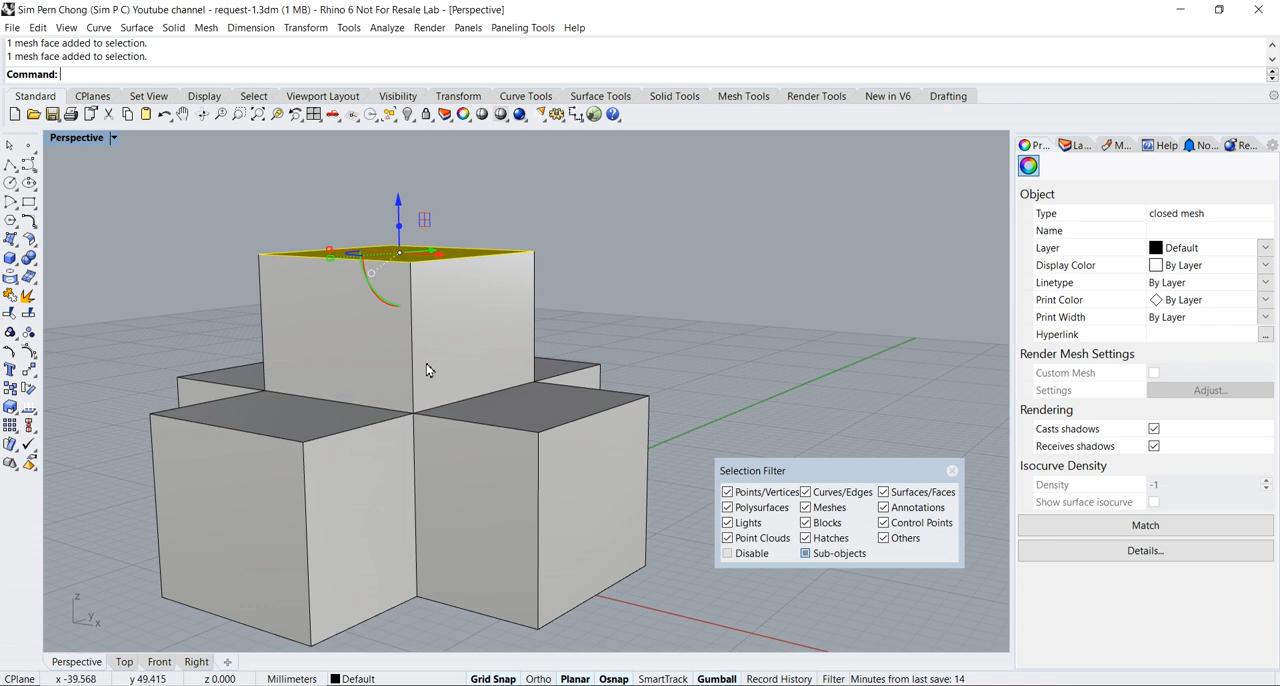 Sim Pern Chong (Sim P C) Youtube channel - request-1.3dm (1 MB) - Rhino 6 Not For Resale Lab - [Perspective]
File Edit View Curve Surface Solid Mesh Dimension Transform Tools Analyze Render Panels Paneling Tools Help
1 mesh face added to selection.
1 mesh face added to selection.
Command:
Standard CPlanes Set View Display Select Viewport Layout Visibility Transform Curve Tools Surface Tools Solid Tools Mesh Tools Render Tools New in V6 Drafting
Perspective
Pr... La... M... Help No... Re...
Object
Type closed mesh
Name
Layer Default
Display Color By Layer
Linetype By Layer
Print Color By Layer
Print Width By Layer
Hyperlink ...
Render Mesh Settings
Custom Mesh
Settings Adjust...
Rendering
Casts shadows
Receives shadows
Isocurve Density
Density -1
Show surface isocurve
Match
Details...
Selection Filter
Points/Vertices Curves/Edges Surfaces/Faces
Polysurfaces Meshes Annotations
Lights Blocks Control Points
Point Clouds Hatches Others
Disable Sub-objects
z
y
x
Perspective Top Front Right
CPlane x -39.568 y 49.415 z 0.000 Millimeters Default Grid Snap Ortho Planar Osnap SmartTrack Gumball Record History Filter Minutes from last save: 14